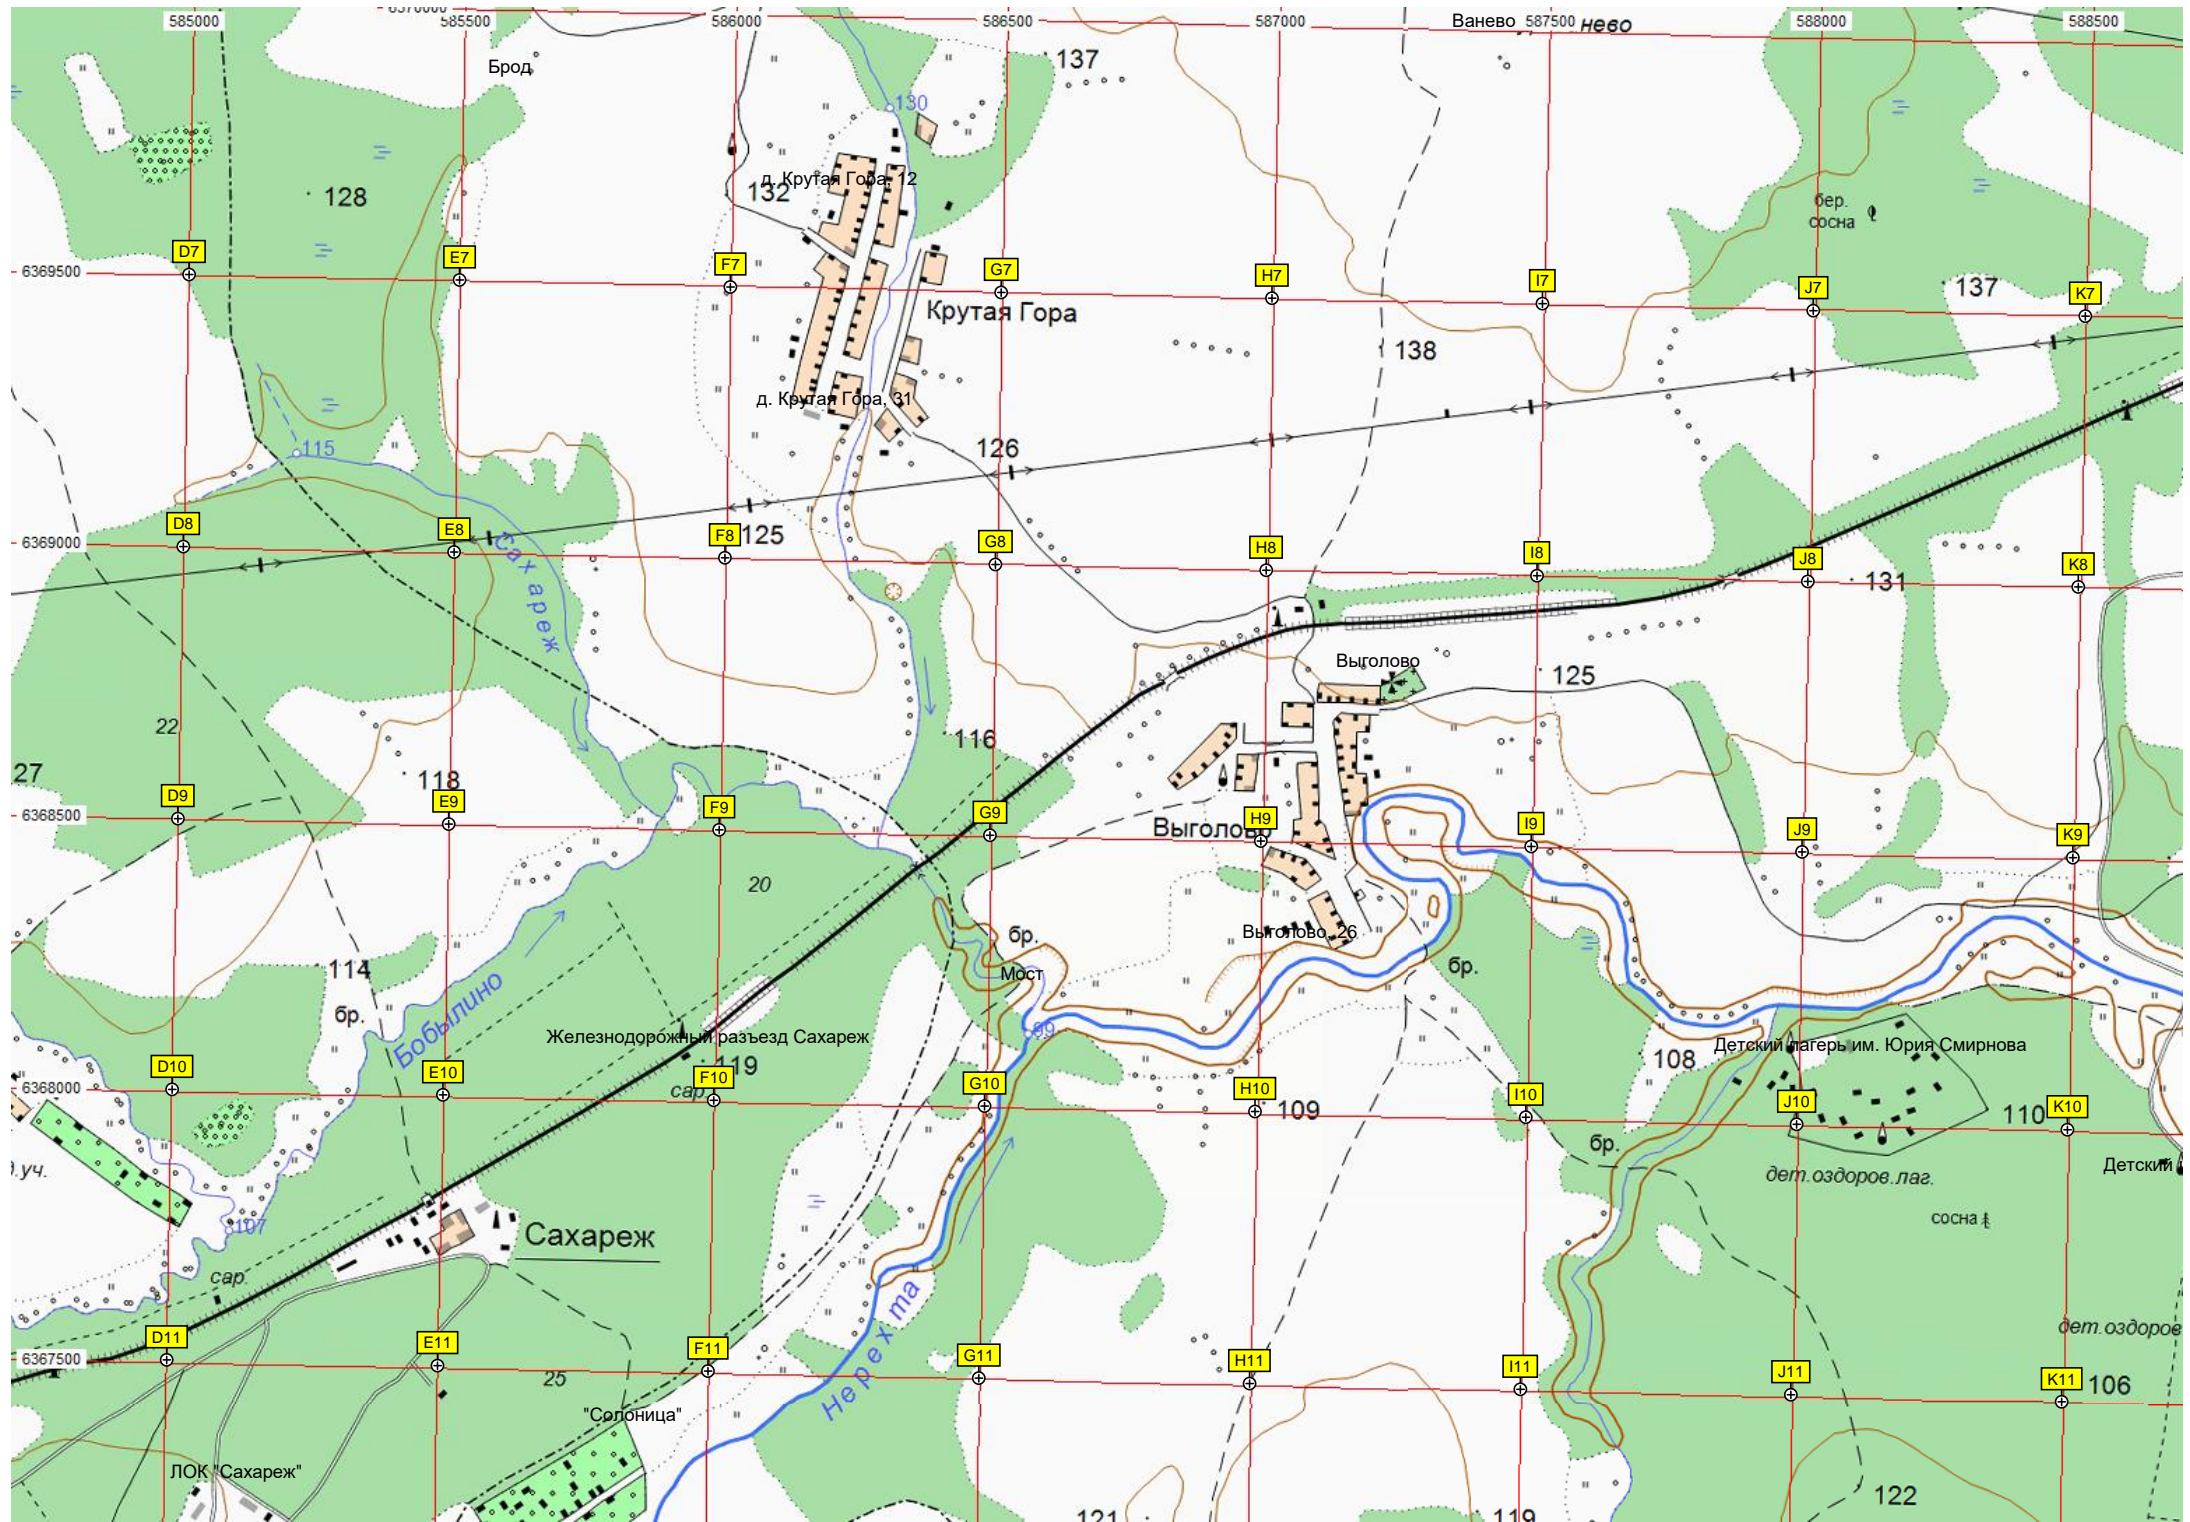 585000 585500 586000 586500 587000 587500 588000 588500
6370000
Ванево
нево
Брод
137
130
д. Крутая Гора, 12
132
128
бер.
сосна
D7 E7 F7 G7 H7 I7 J7 K7
6369500
137
Крутая Гора
138
д. Крутая Гора, 31
126
115
D8 E8 F8 G8 H8 I8 J8 K8
6369000
125
131
Сахареж
Выголово
125
22
116
27
118
D9 E9 F9 G9 H9 I9 J9 K9
6368500
Выголово
20
Выголово, 26
бр.
бр.
114
Мост
бр.
Бобылино
99
Железнодорожный разъезд Сахареж
119
сар.
108
Детский лагерь им. Юрия Смирнова
D10 E10 F10 G10 H10 I10 J10 K10
6368000
109
110
бр.
.уч.
Детский
дет.оздоров.лаг.
107
сосна
Сахареж
сар.
Нерехта
дет.оздоров
D11 E11 F11 G11 H11 I11 J11 K11
6367500
25
106
"Солоница"
ЛОК "Сахареж"
122
121
119